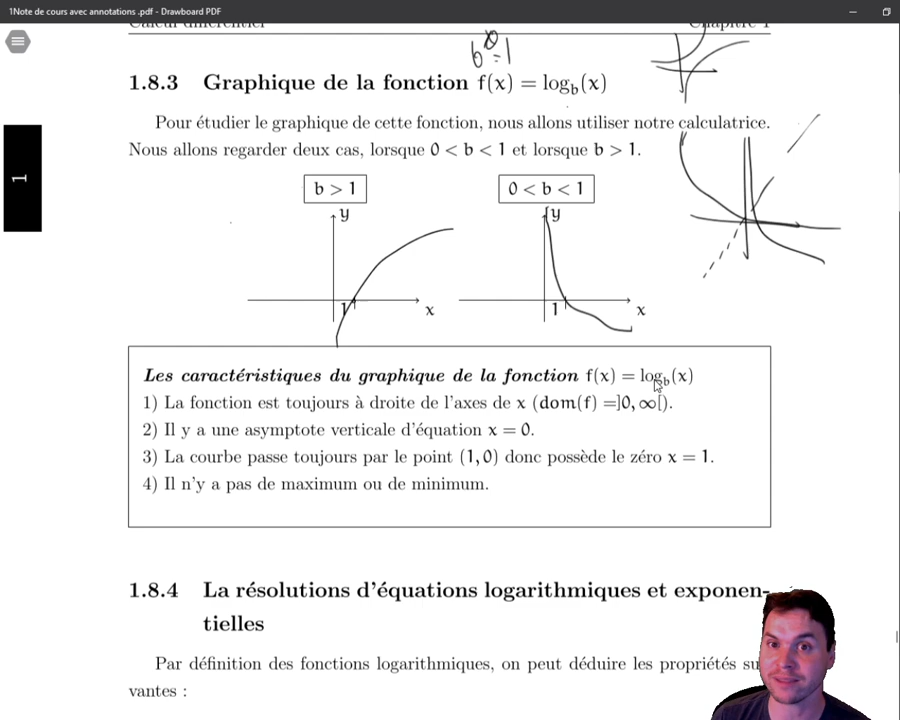 1Note de cours avec annotations .pdf - Drawboard PDF
Calcul différentiel Chapitre 1
b⁰=1
1.8.3 Graphique de la fonction f(x) = log_b(x)
Pour étudier le graphique de cette fonction, nous allons utiliser notre calculatrice.
Nous allons regarder deux cas, lorsque 0 < b < 1 et lorsque b > 1.
b > 1 0 < b < 1
y y
1 x 1 x
1
Les caractéristiques du graphique de la fonction f(x) = log_b(x)
1) La fonction est toujours à droite de l'axes de x (dom(f) =]0, ∞[).
2) Il y a une asymptote verticale d'équation x = 0.
3) La courbe passe toujours par le point (1, 0) donc possède le zéro x = 1.
4) Il n'y a pas de maximum ou de minimum.
1.8.4 La résolutions d'équations logarithmiques et exponen-
tielles
Par définition des fonctions logarithmiques, on peut déduire les propriétés su
vantes :